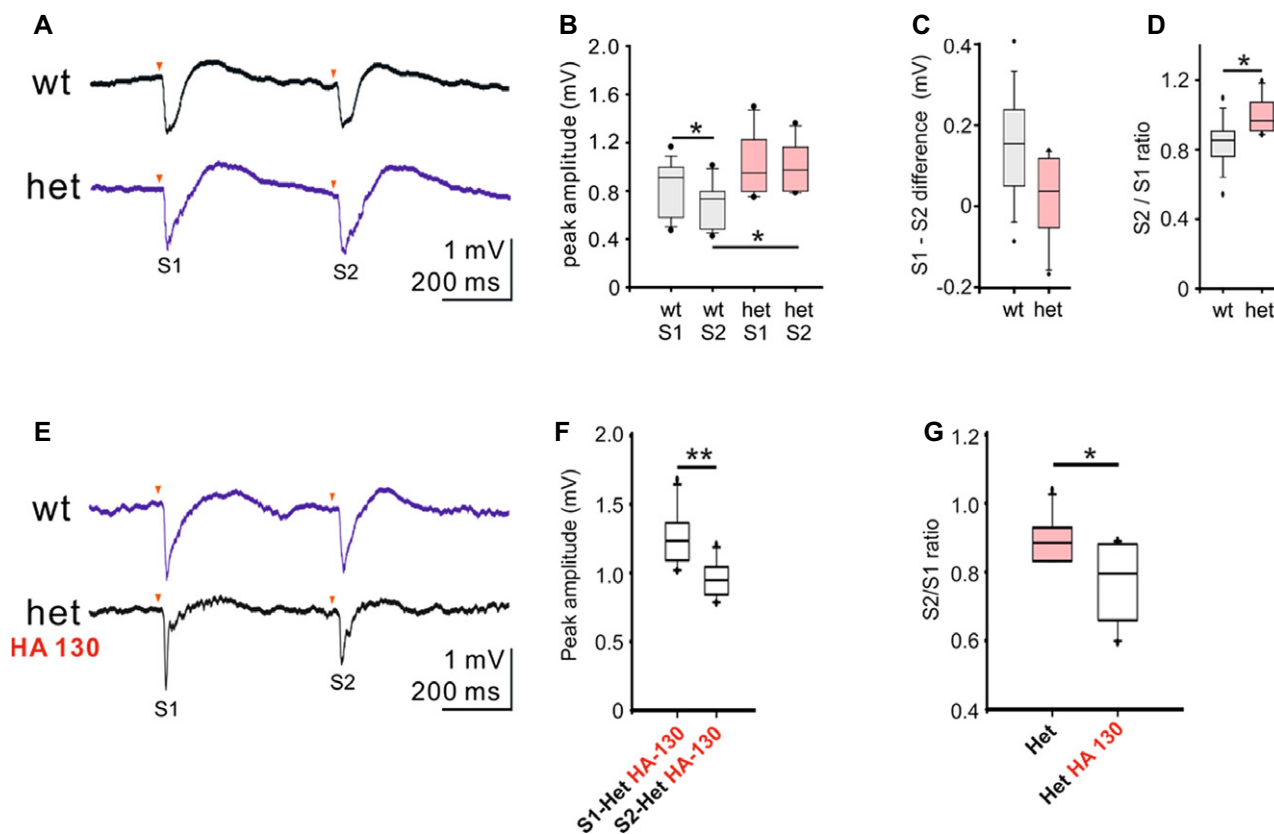 A
wt
het
S1
S2
1 mV
200 ms
B
peak amplitude (mV)
2.0
1.6
1.2
0.8
0.4
0
*
*
wt
S1
wt
S2
het
S1
het
S2
C
S1 - S2 difference (mV)
0.4
0.2
0
-0.2
wt
het
D
S2 / S1 ratio
1.2
0.8
0.4
0
*
wt
het
E
wt
het
HA 130
S1
S2
1 mV
200 ms
F
Peak amplitude (mV)
2.0
1.5
1.0
0.5
0
**
S1-Het HA-130
S2-Het HA-130
G
S2/S1 ratio
1.2
1.0
0.8
0.6
0.4
*
Het
Het HA 130